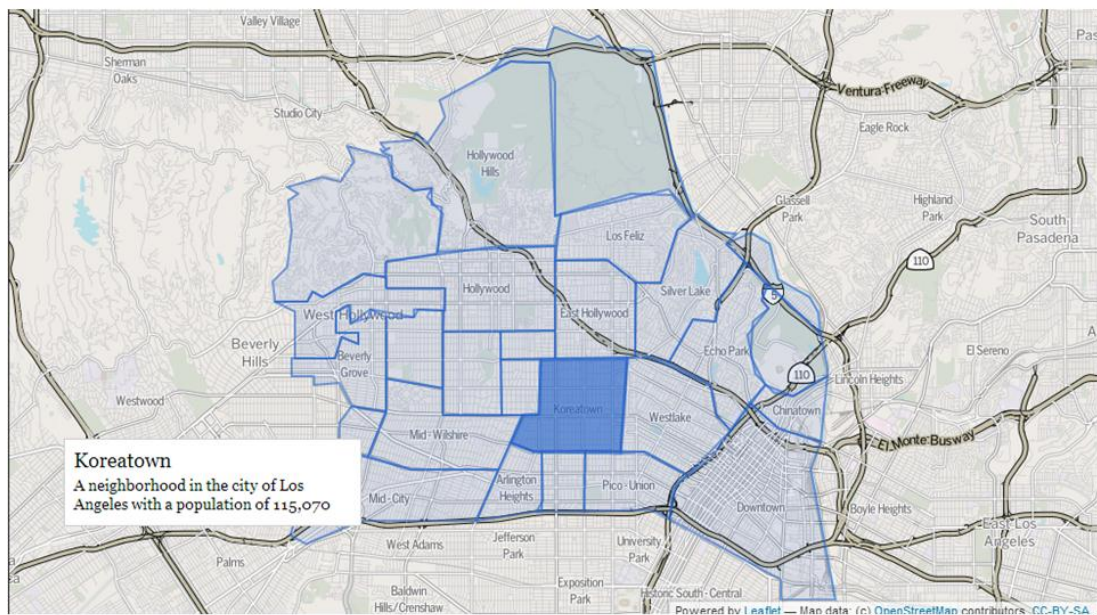 Valley Village
Sherman
Oaks
Studio City
Ventura Freeway
Pas
Eagle Rock
Hollywood
Hills
Glassell
Park
Highland
Park
South
Pasadena
Los Feliz
110
Silver Lake
5
Hollywood
West Hollywood
East Hollywood
Beverly
Hills
Beverly
Grove
Echo Park
El Sereno
A
110
Lincoln Heights
Westwood
Koreatown
Westlake
Chinatown
Mid - Wilshire
El Monte Busway
Koreatown
A neighborhood in the city of Los
Angeles with a population of 115,070
Arlington
Heights
Pico - Union
Mid - City
Downtown
Boyle Heights
East Los
Angeles
West Adams
Jefferson
Park
University
Park
Palms
Baldwin
Hills/Crenshaw
Exposition
Park
Historic South - Central
Powered by Leaflet — Map data: (c) OpenStreetMap contributors, CC-BY-SA